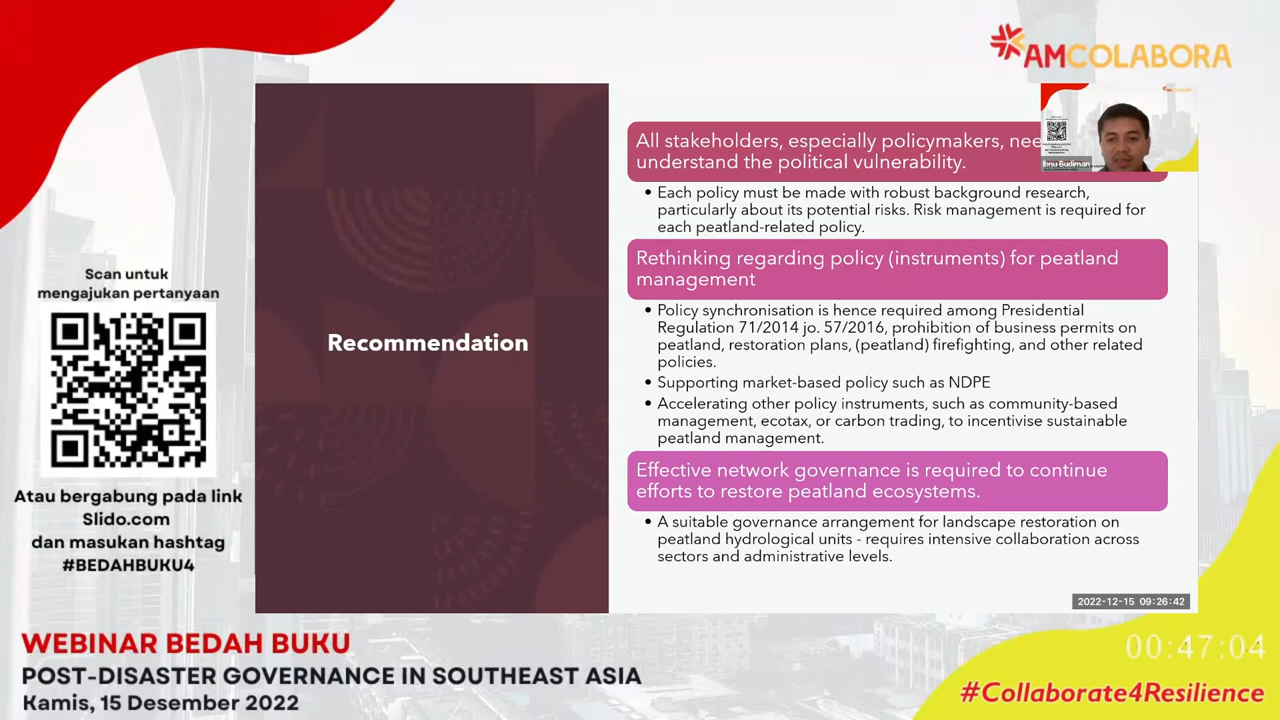 AMCOLABORA
All stakeholders, especially policymakers, nee
understand the political vulnerability.
Ibnu Budiman
• Each policy must be made with robust background research,
particularly about its potential risks. Risk management is required for
each peatland-related policy.
Rethinking regarding policy (instruments) for peatland
management
• Policy synchronisation is hence required among Presidential
Regulation 71/2014 jo. 57/2016, prohibition of business permits on
peatland, restoration plans, (peatland) firefighting, and other related
policies.
• Supporting market-based policy such as NDPE
• Accelerating other policy instruments, such as community-based
management, ecotax, or carbon trading, to incentivise sustainable
peatland management.
Effective network governance is required to continue
efforts to restore peatland ecosystems.
• A suitable governance arrangement for landscape restoration on
peatland hydrological units - requires intensive collaboration across
sectors and administrative levels.
Recommendation
Scan untuk
mengajukan pertanyaan
Atau bergabung pada link
Slido.com
dan masukan hashtag
#BEDAHBUKU4
2022-12-15 09:26:42
WEBINAR BEDAH BUKU
POST-DISASTER GOVERNANCE IN SOUTHEAST ASIA
Kamis, 15 Desember 2022
00:47:04
#Collaborate4Resilience